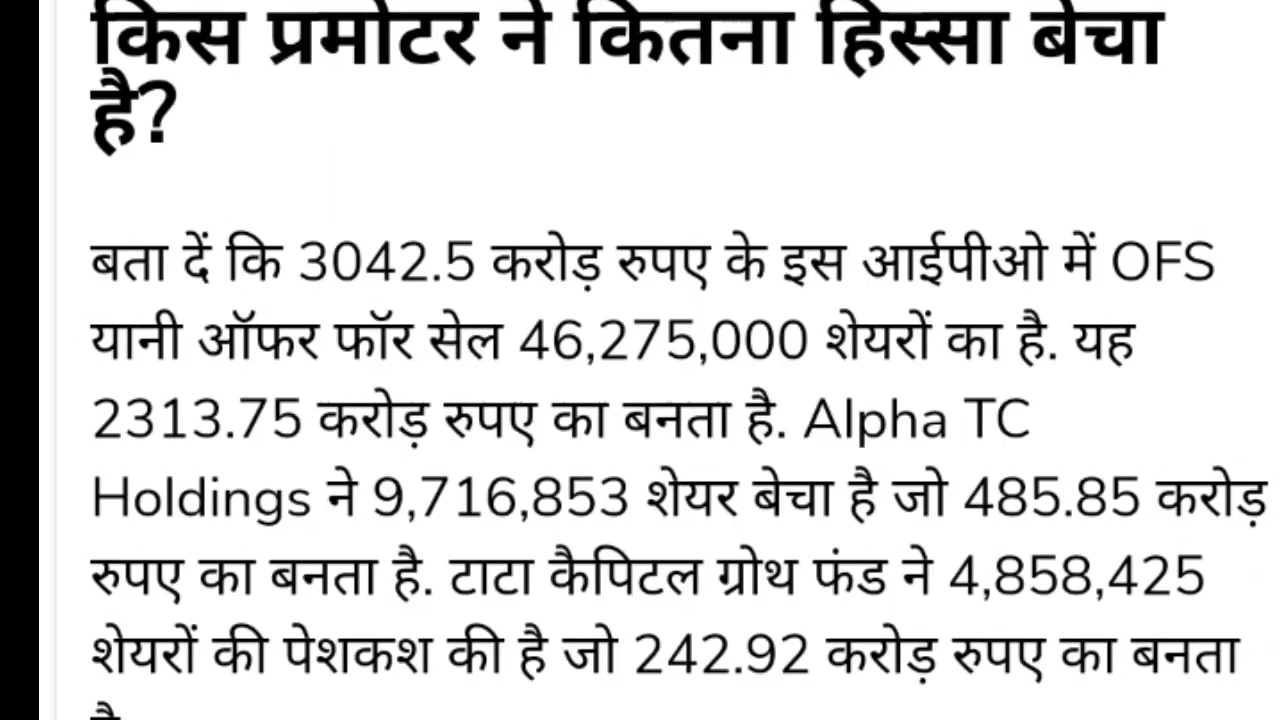 किस प्रमोटर ने कितना हिस्सा बेचा
है?
बता दें कि 3042.5 करोड़ रुपए के इस आईपीओ में OFS
यानी ऑफर फॉर सेल 46,275,000 शेयरों का है. यह
2313.75 करोड़ रुपए का बनता है. Alpha TC
Holdings ने 9,716,853 शेयर बेचा है जो 485.85 करोड़
रुपए का बनता है. टाटा कैपिटल ग्रोथ फंड ने 4,858,425
शेयरों की पेशकश की है जो 242.92 करोड़ रुपए का बनता